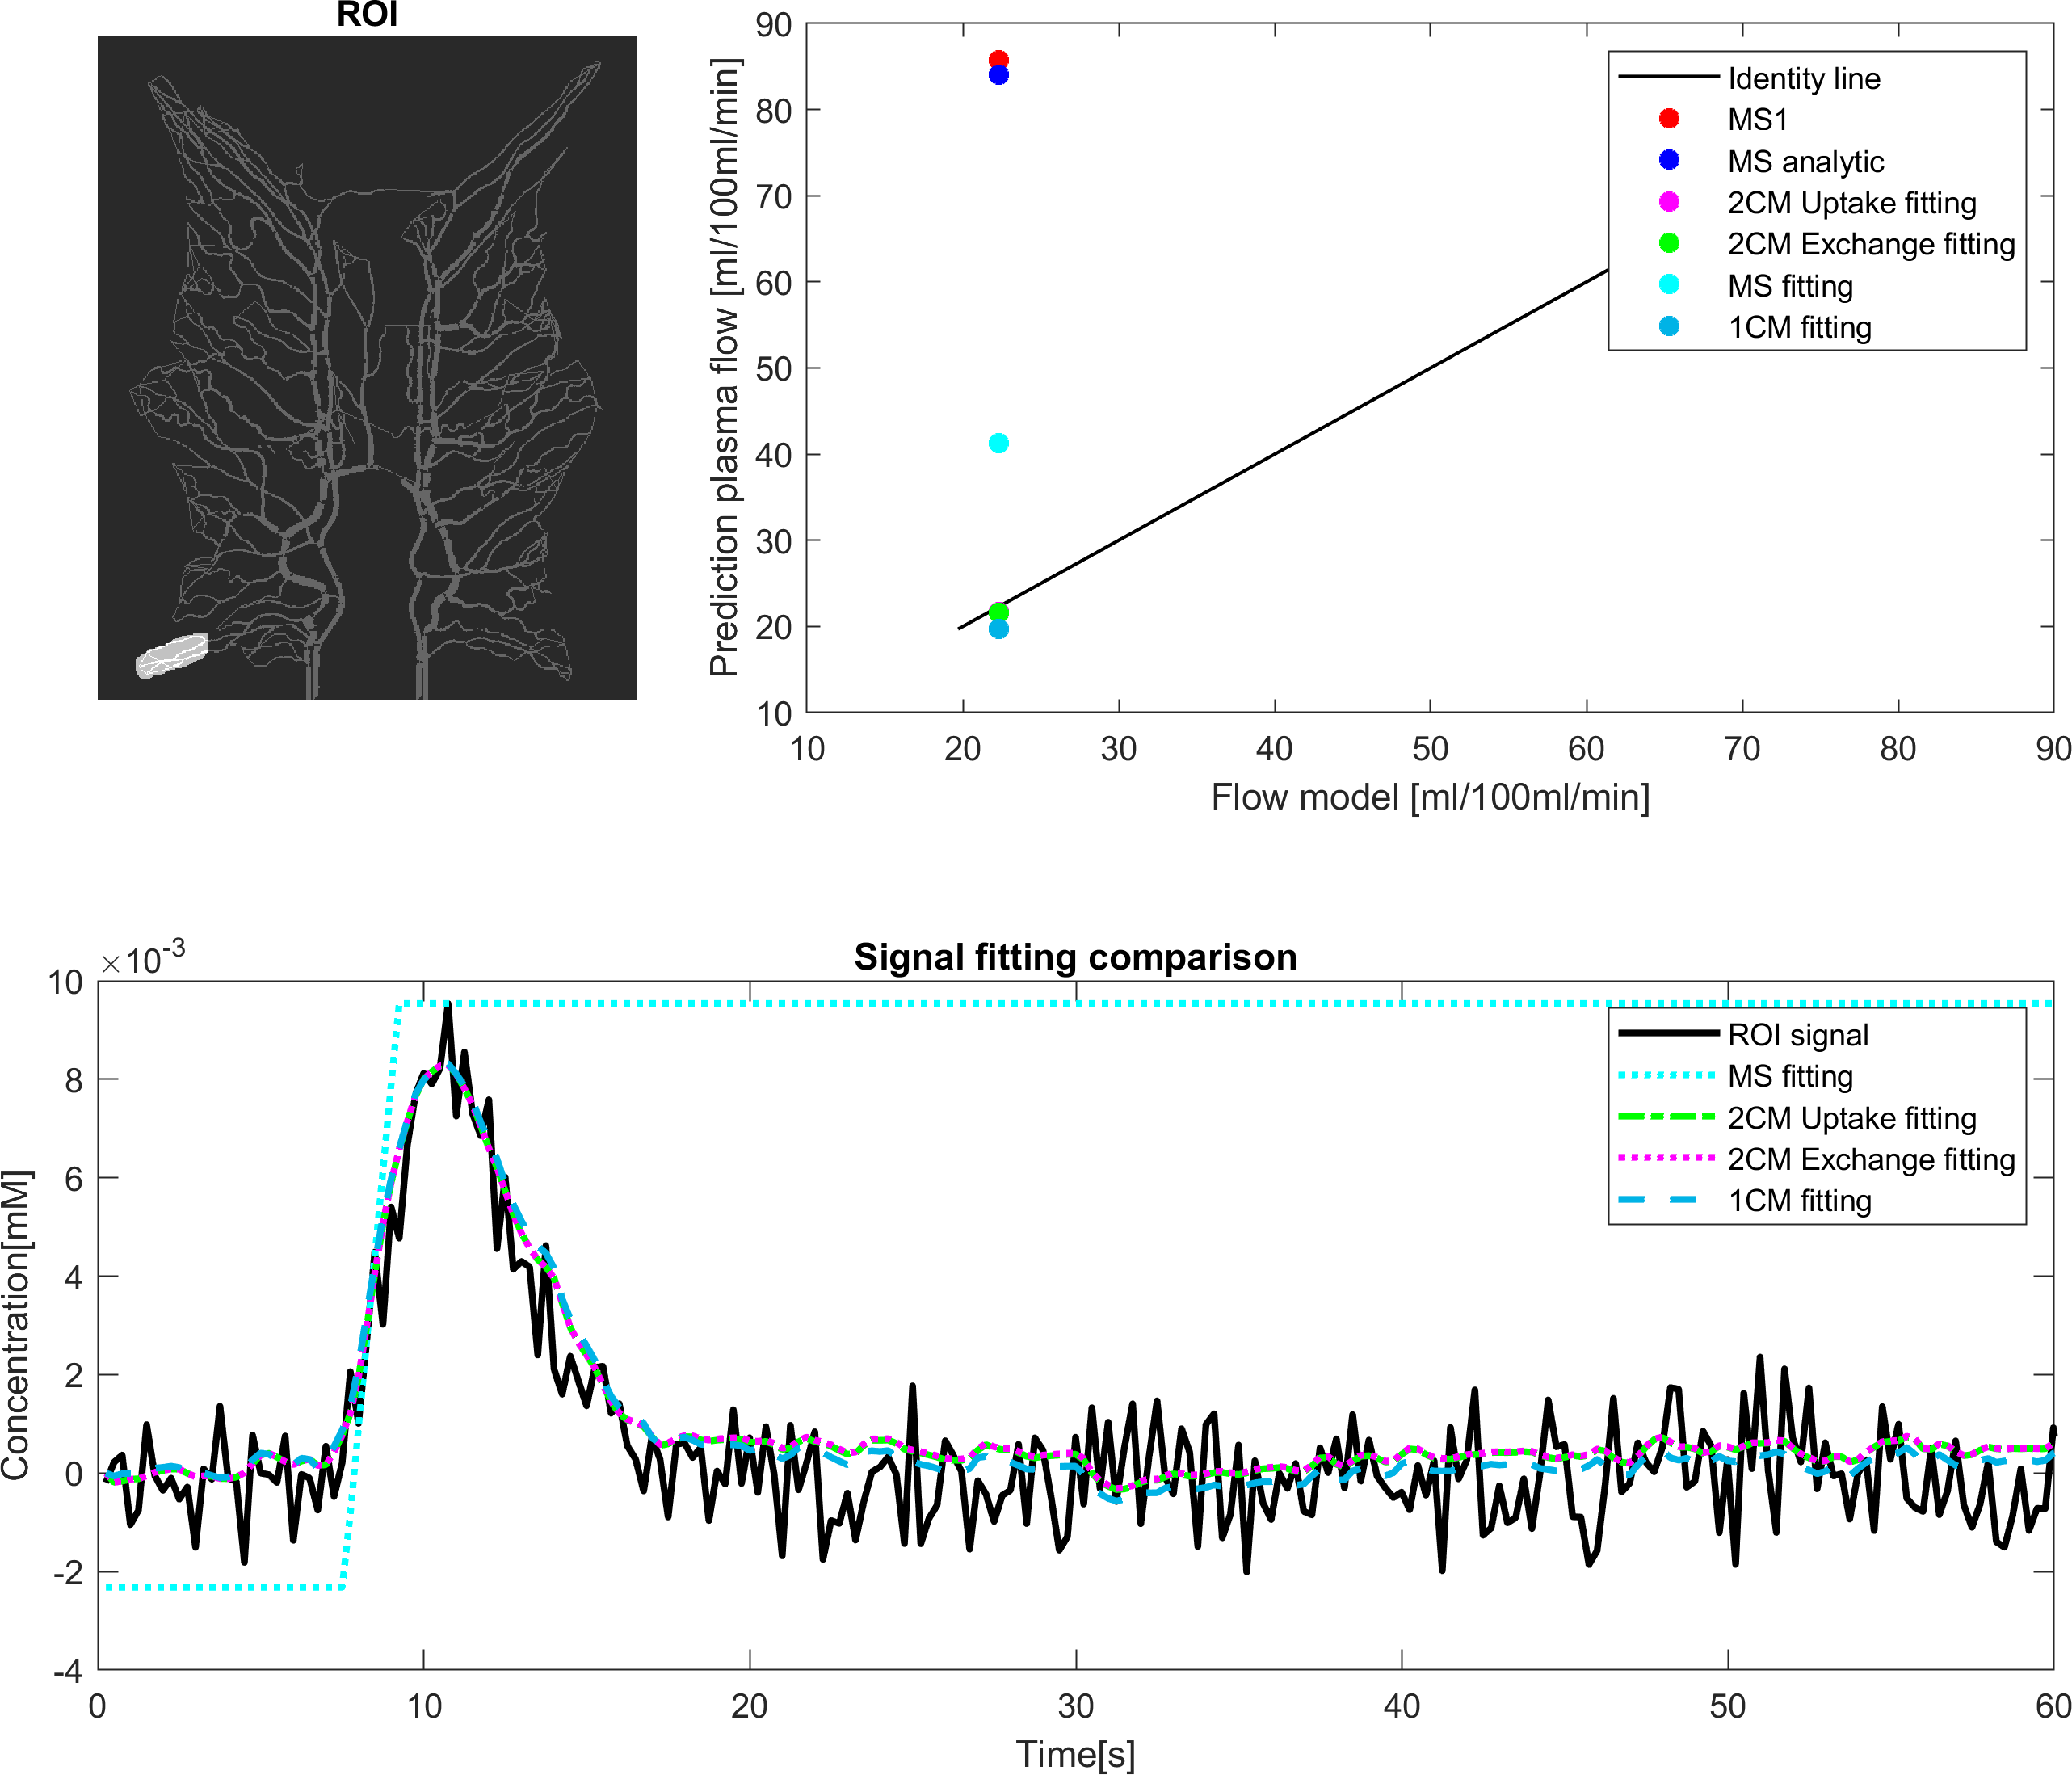 ROI
Prediction plasma flow [ml/100ml/min]
90
80
70
60
50
40
30
20
10
10 20 30 40 50 60 70 80 90
Flow model [ml/100ml/min]
Identity line
MS1
MS analytic
2CM Uptake fitting
2CM Exchange fitting
MS fitting
1CM fitting
Signal fitting comparison
×10-3
Concentration[mM]
10
8
6
4
2
0
-2
-4
0 10 20 30 40 50 60
Time[s]
ROI signal
MS fitting
2CM Uptake fitting
2CM Exchange fitting
1CM fitting